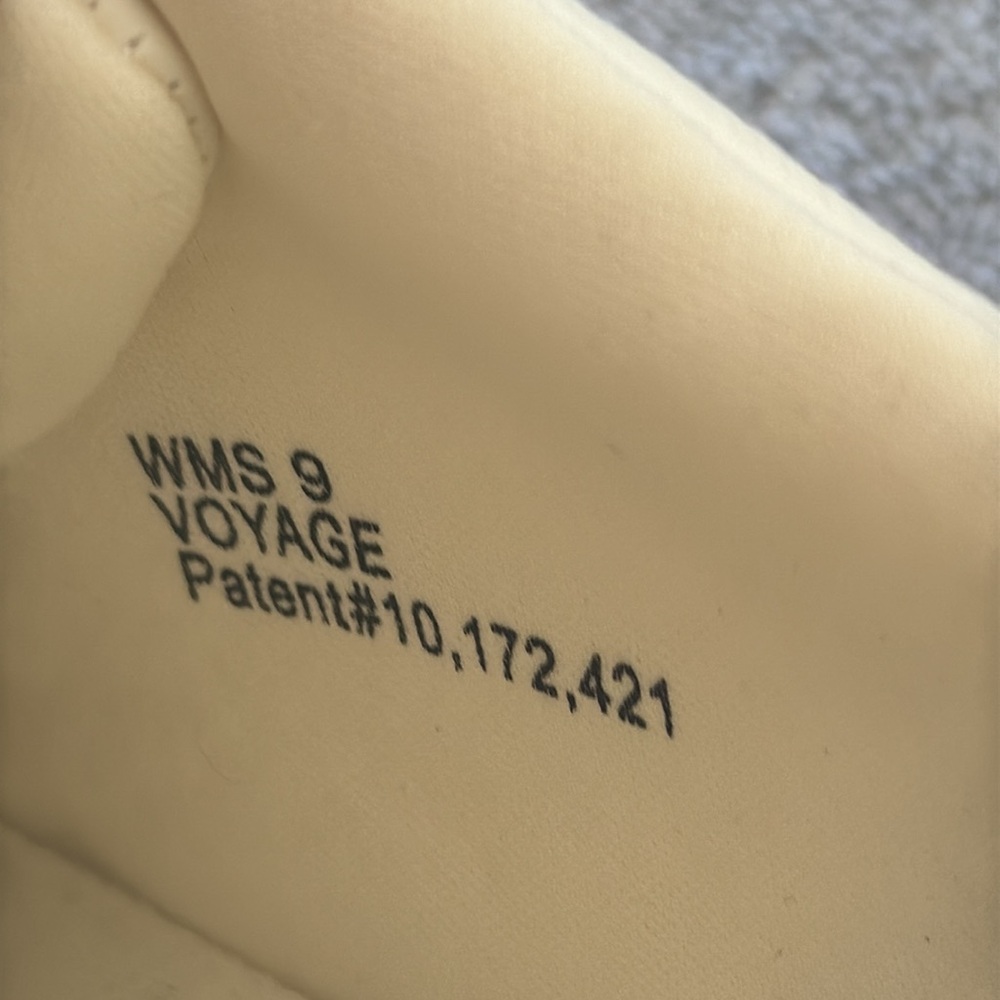 WMS 9
VOYAGE
Patent#10,172,421